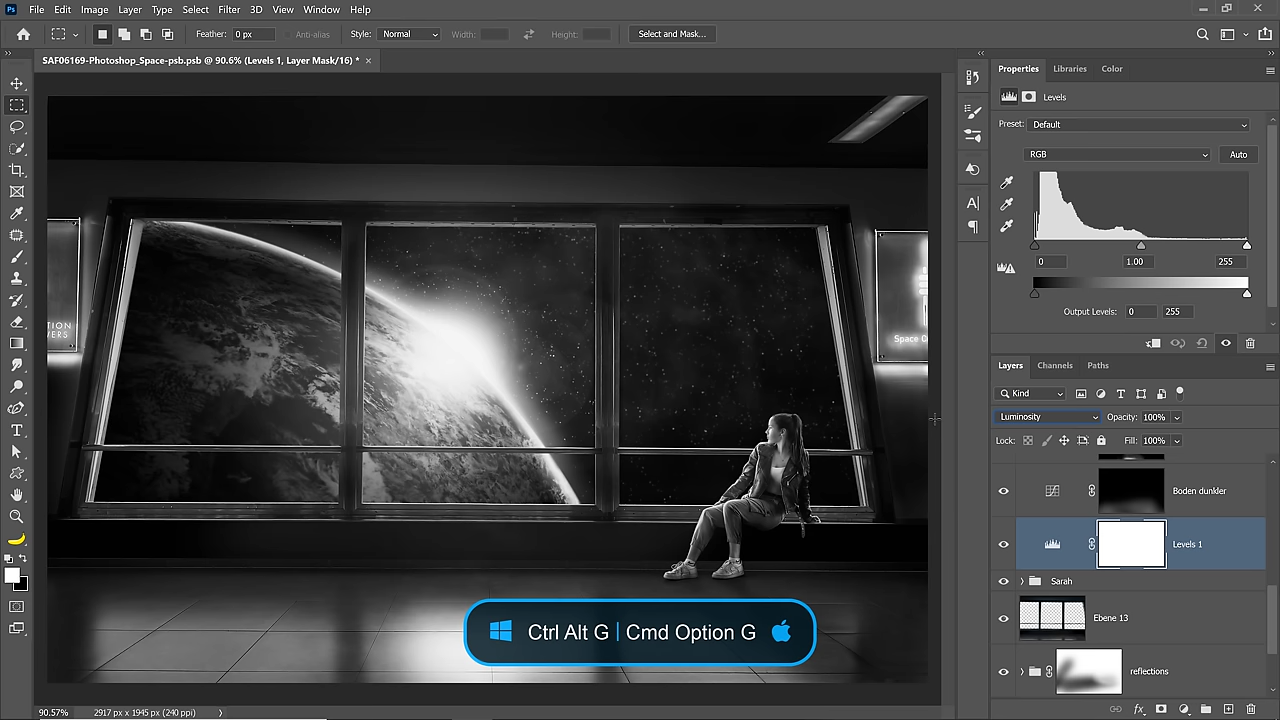 Ps File Edit Image Layer Type Select Filter 3D View Window Help
Feather: 0 px Anti-alias Style: Normal Width: Height: Select and Mask...
SAF06169-Photoshop_Space-psb.psb @ 90.6% (Levels 1, Layer Mask/16) * ×
Properties Libraries Color
Levels
Preset: Default
RGB Auto
0 1.00 255
Output Levels: 0 255
Layers Channels Paths
Kind
Luminosity Opacity: 100%
Lock: Fill: 100%
Boden dunkler
Levels 1
Sarah
Ebene 13
reflections
TION
VERS
Space
Ctrl Alt G | Cmd Option G
90.57% 2917 px x 1945 px (240 ppi)